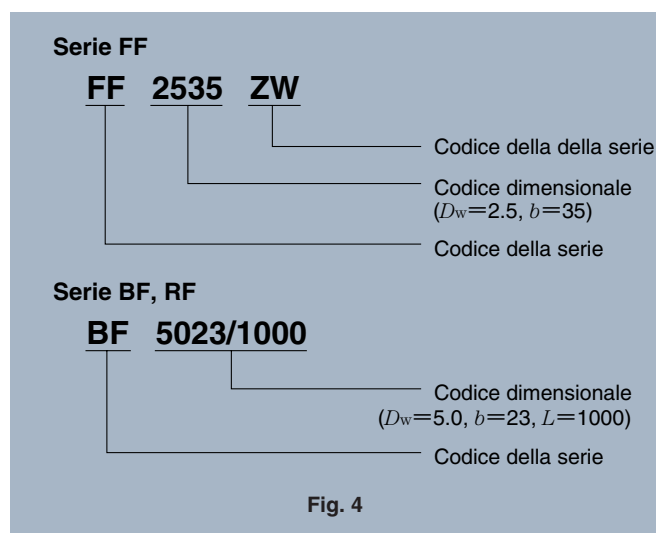 Serie FF
FF 2535 ZW
Codice della della serie
Codice dimensionale
(Dw=2.5, b=35)
Codice della serie
Serie BF, RF
BF 5023/1000
Codice dimensionale
(Dw=5.0, b=23, L=1000)
Codice della serie
Fig. 4